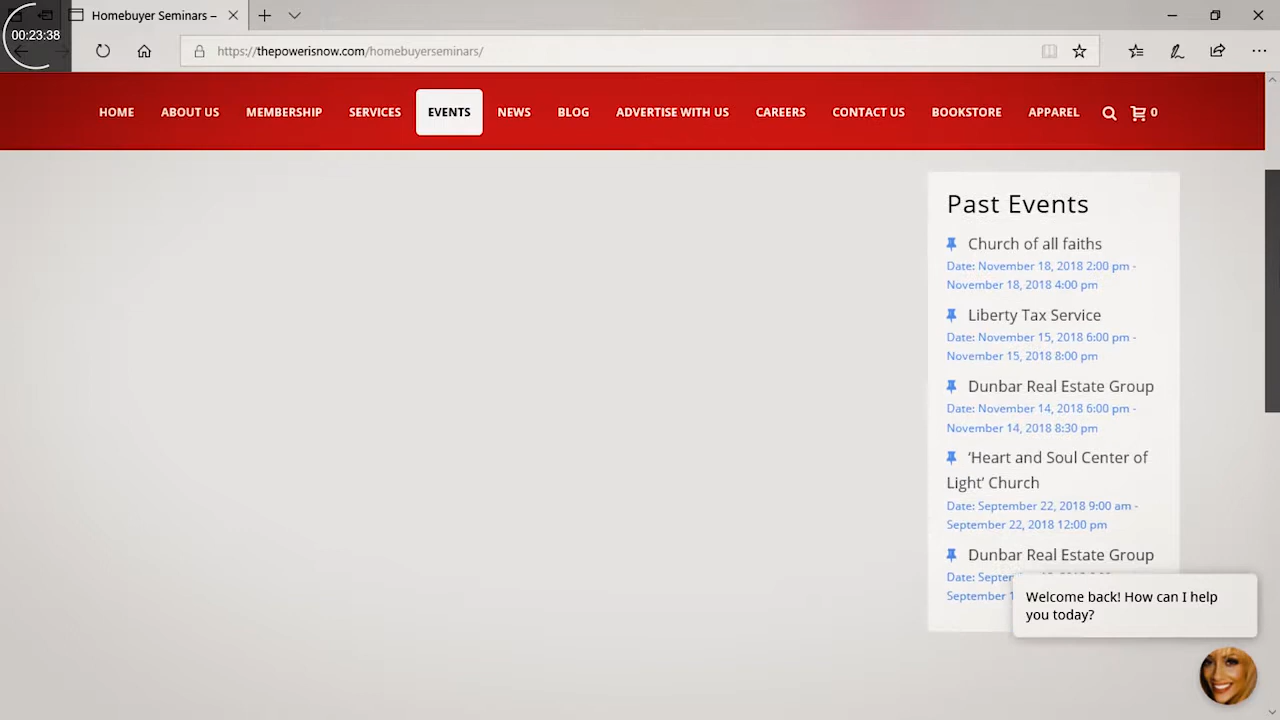 Homebuyer Seminars –
00:23:38
https://thepowerisnow.com/homebuyerseminars/
HOME ABOUT US MEMBERSHIP SERVICES EVENTS NEWS BLOG ADVERTISE WITH US CAREERS CONTACT US BOOKSTORE APPAREL 0
Past Events
Church of all faiths
Date: November 18, 2018 2:00 pm -
November 18, 2018 4:00 pm
Liberty Tax Service
Date: November 15, 2018 6:00 pm -
November 15, 2018 8:00 pm
Dunbar Real Estate Group
Date: November 14, 2018 6:00 pm -
November 14, 2018 8:30 pm
‘Heart and Soul Center of
Light’ Church
Date: September 22, 2018 9:00 am -
September 22, 2018 12:00 pm
Dunbar Real Estate Group
Date:
September
Welcome back! How can I help
you today?